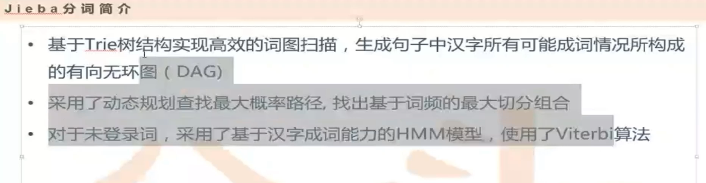 Jieba分词简介
• 基于Trie树结构实现高效的词图扫描，生成句子中汉字所有可能成词情况所构成
的有向无环图（DAG)
• 采用了动态规划查找最大概率路径, 找出基于词频的最大切分组合
• 对于未登录词，采用了基于汉字成词能力的HMM模型，使用了Viterbi算法